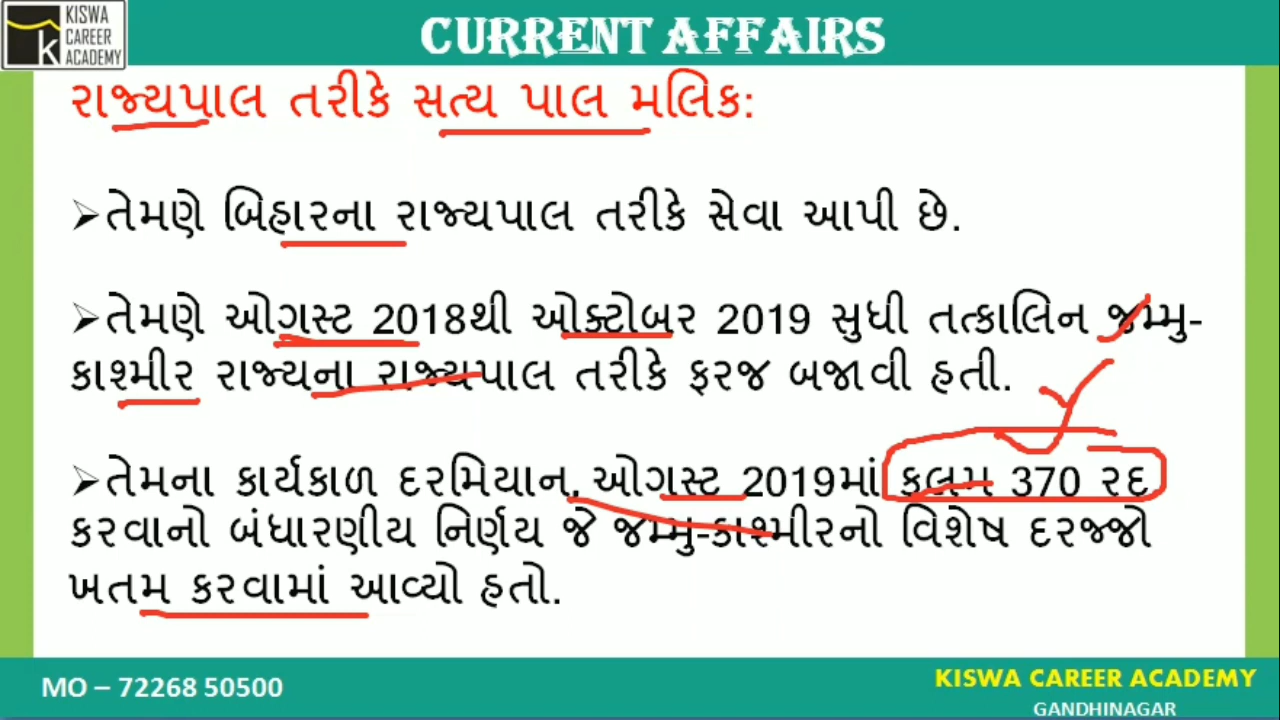 KISWA
CAREER
ACADEMY
CURRENT AFFAIRS
રાજ્યપાલ તરીકે સત્ય પાલ મલિક:
➤તેમણે બિહારના રાજ્યપાલ તરીકે સેવા આપી છે.
➤તેમણે ઓગસ્ટ 2018થી ઓક્ટોબર 2019 સુધી તત્કાલિન જમ્મુ-
કાશ્મીર રાજ્યના રાજ્યપાલ તરીકે ફરજ બજાવી હતી.
➤તેમના કાર્યકાળ દરમિયાન, ઓગસ્ટ 2019માં કલમ 370 રદ
કરવાનો બંધારણીય નિર્ણય જે જમ્મુ-કાશ્મીરનો વિશેષ દરજ્જો
ખતમ કરવામાં આવ્યો હતો.
MO – 72268 50500
KISWA CAREER ACADEMY
GANDHINAGAR